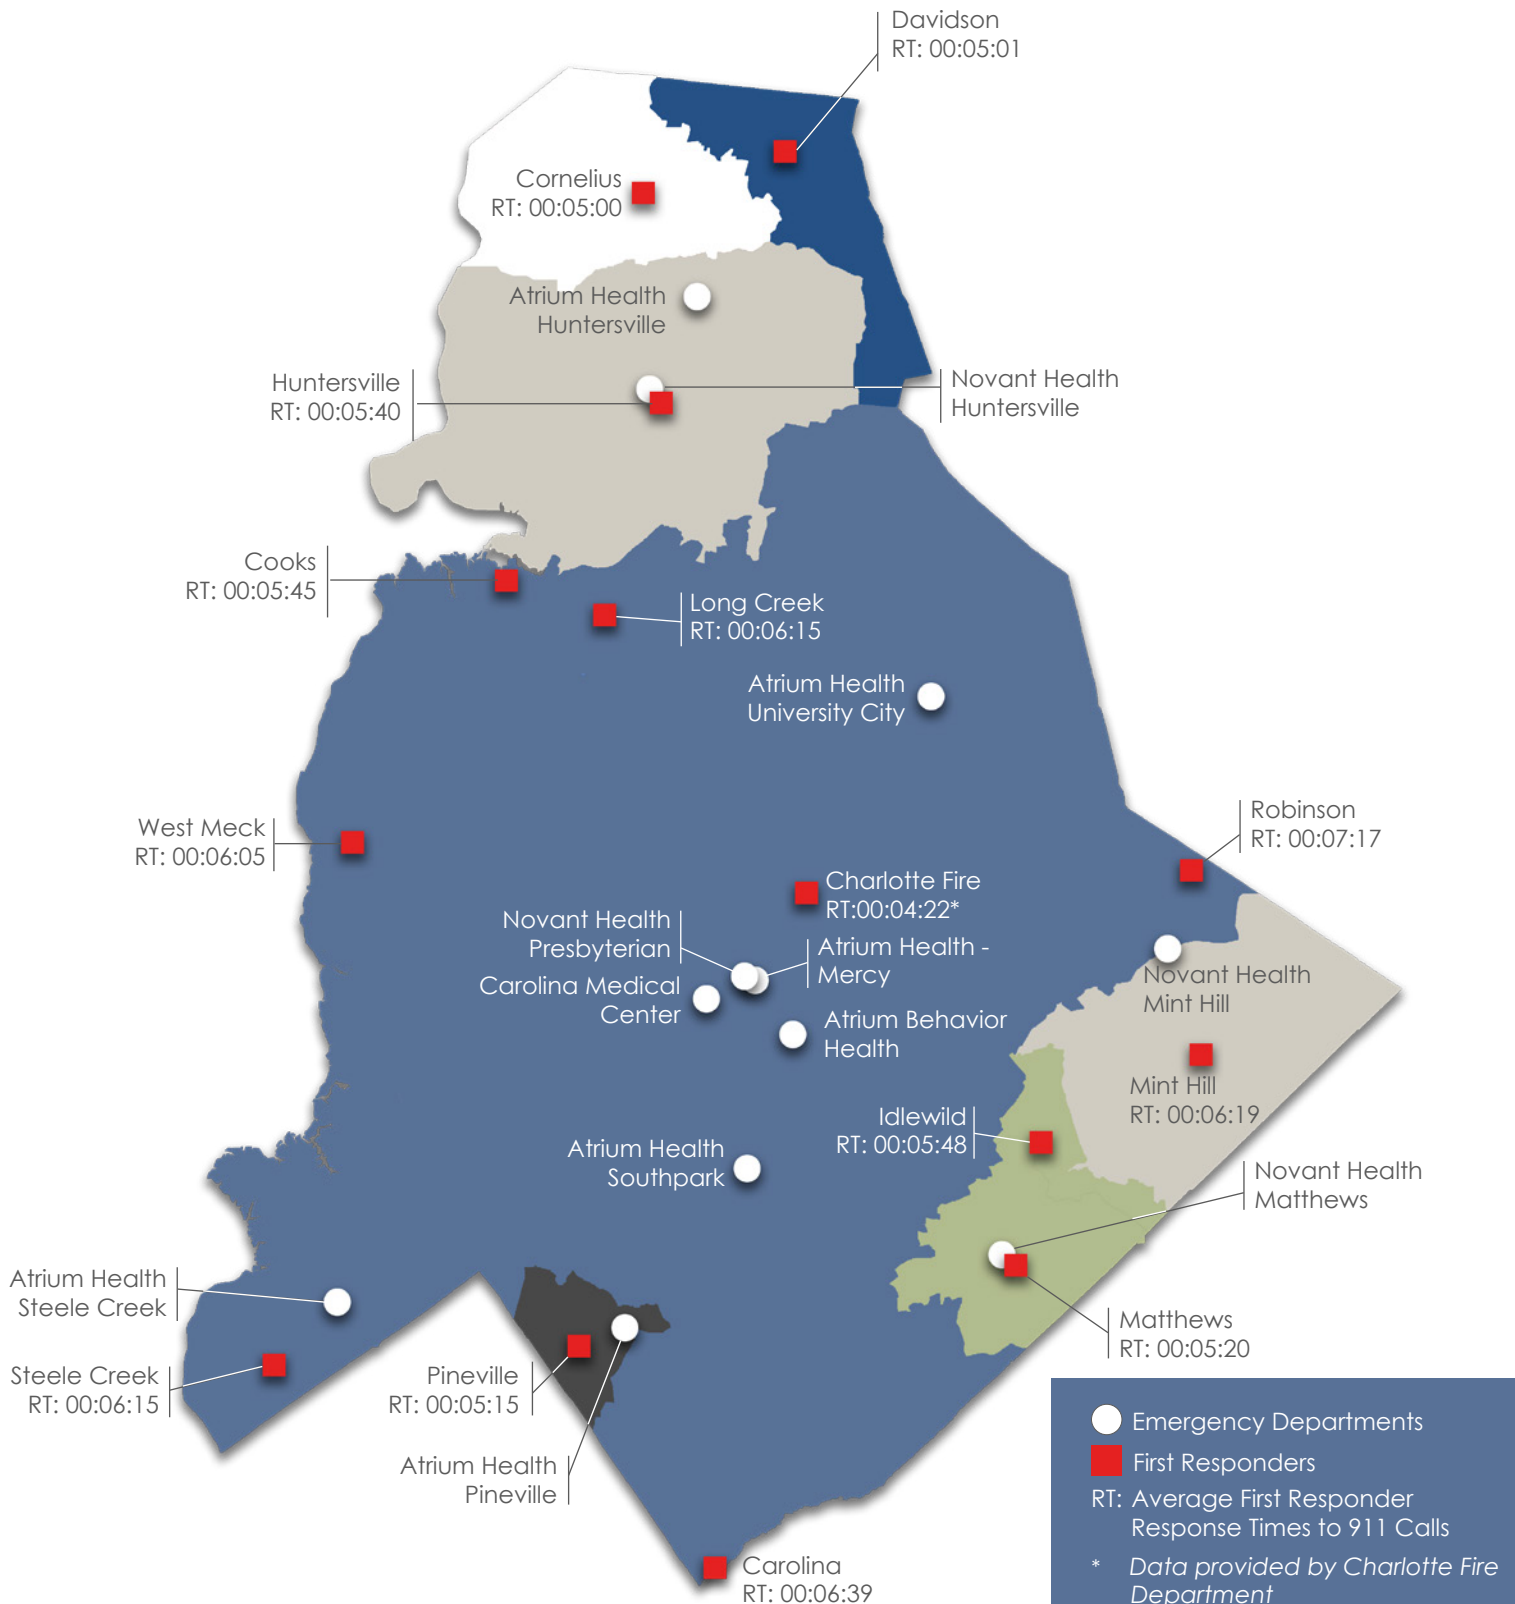 Davidson
RT: 00:05:01
Cornelius
RT: 00:05:00
Atrium Health
Huntersville
Huntersville
RT: 00:05:40
Novant Health
Huntersville
Cooks
RT: 00:05:45
Long Creek
RT: 00:06:15
Atrium Health
University City
West Meck
RT: 00:06:05
Robinson
RT: 00:07:17
Charlotte Fire
RT:00:04:22*
Novant Health
Presbyterian
Atrium Health -
Mercy
Carolina Medical
Center
Atrium Behavior
Health
Novant Health
Mint Hill
Mint Hill
RT: 00:06:19
Idlewild
RT: 00:05:48
Atrium Health
Southpark
Novant Health
Matthews
Atrium Health
Steele Creek
Matthews
RT: 00:05:20
Steele Creek
RT: 00:06:15
Pineville
RT: 00:05:15
Atrium Health
Pineville
Carolina
RT: 00:06:39
Emergency Departments
First Responders
RT: Average First Responder
Response Times to 911 Calls
* Data provided by Charlotte Fire
Department